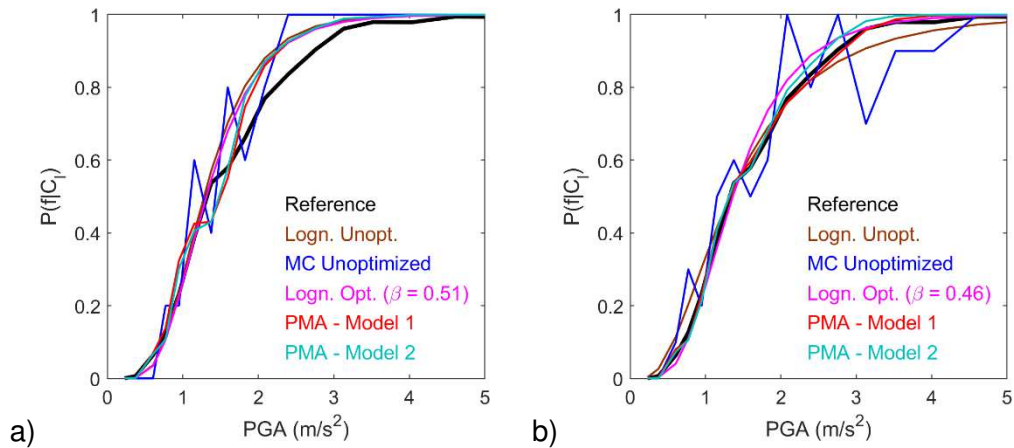 P(f|C_l)
1
0.8
0.6
0.4
0.2
0
Reference
Logn. Unopt.
MC Unoptimized
Logn. Opt. (β = 0.51)
PMA - Model 1
PMA - Model 2
0 1 2 3 4 5
PGA (m/s²)
a)
P(f|C_l)
1
0.8
0.6
0.4
0.2
0
Reference
Logn. Unopt.
MC Unoptimized
Logn. Opt. (β = 0.46)
PMA - Model 1
PMA - Model 2
0 1 2 3 4 5
PGA (m/s²)
b)